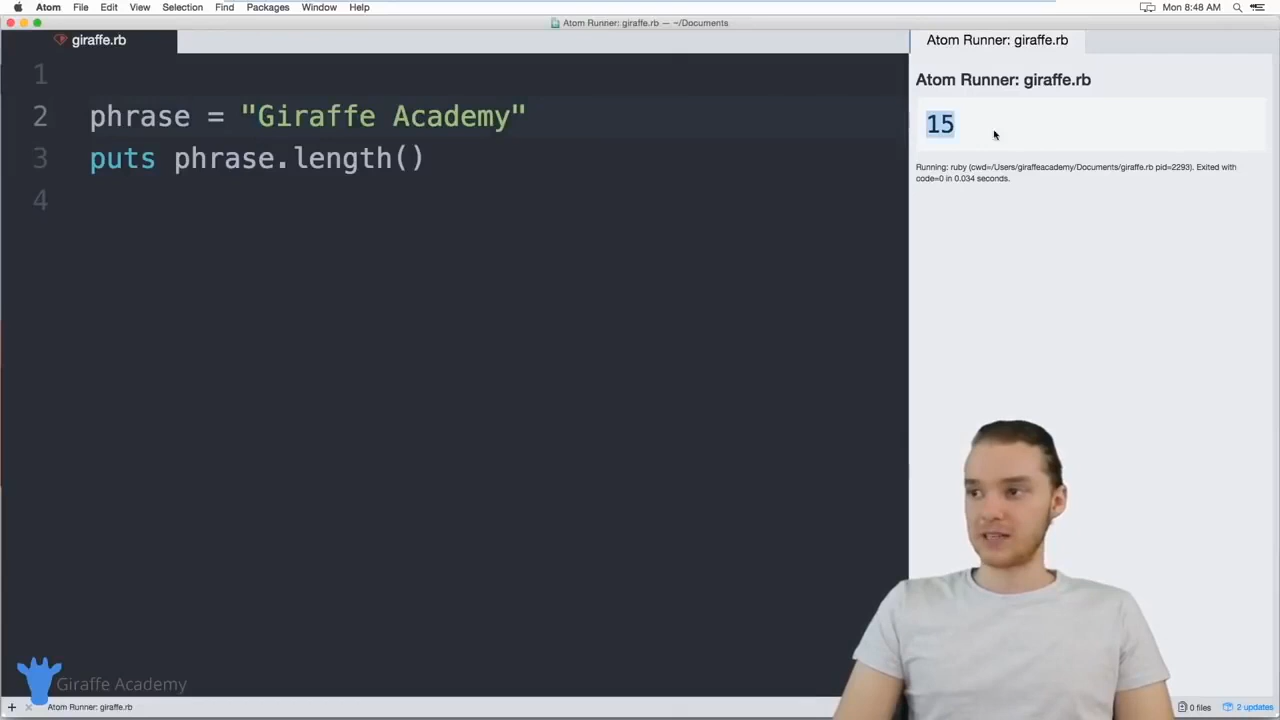 Atom File Edit View Selection Find Packages Window Help Mon 8:48 AM
Atom Runner: giraffe.rb — ~/Documents
giraffe.rb
Atom Runner: giraffe.rb
1
2 phrase = "Giraffe Academy"
3 puts phrase.length()
4
Atom Runner: giraffe.rb
15
Running: ruby (cwd=/Users/giraffeacademy/Documents/giraffe.rb pid=2293). Exited with
code=0 in 0.034 seconds.
Giraffe Academy
+ × Atom Runner: giraffe.rb 0 files 2 updates